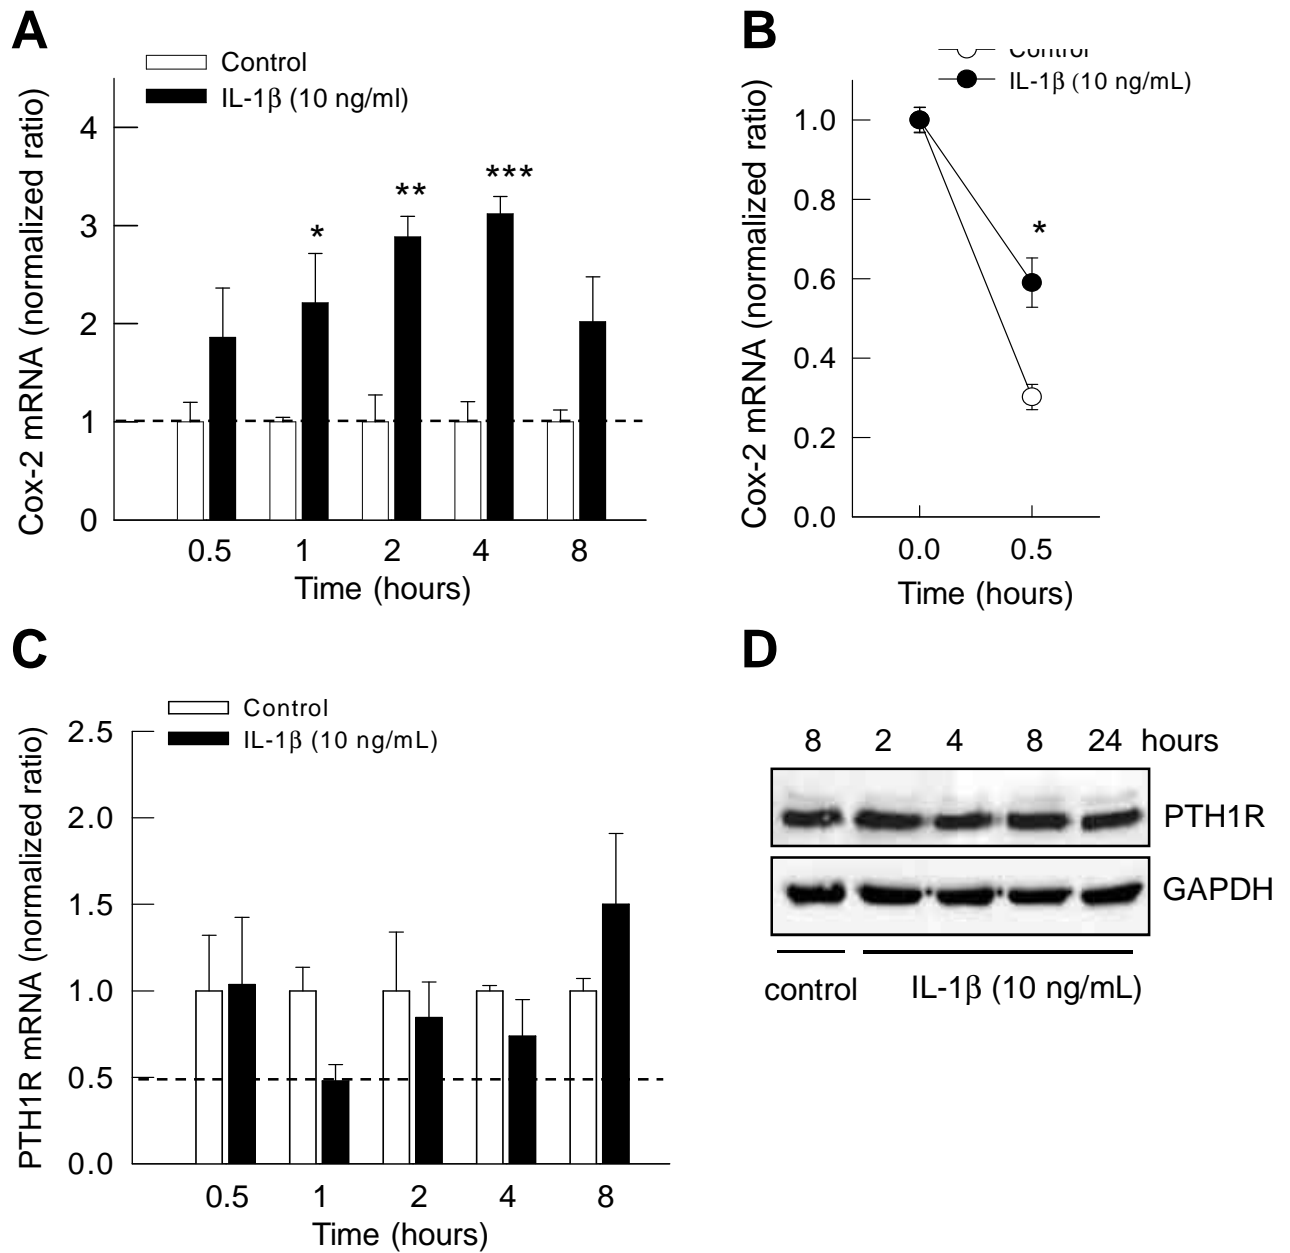 A
Control
IL-1β (10 ng/ml)
Cox-2 mRNA (normalized ratio)
4
3
2
1
0
*
**
***
0.5 1 2 4 8
Time (hours)
B
Control
IL-1β (10 ng/mL)
Cox-2 mRNA (normalized ratio)
1.0
0.8
0.6
0.4
0.2
0.0
*
0.0 0.5
Time (hours)
C
Control
IL-1β (10 ng/mL)
PTH1R mRNA (normalized ratio)
2.5
2.0
1.5
1.0
0.5
0.0
0.5 1 2 4 8
Time (hours)
D
8 2 4 8 24 hours
PTH1R
GAPDH
control IL-1β (10 ng/mL)